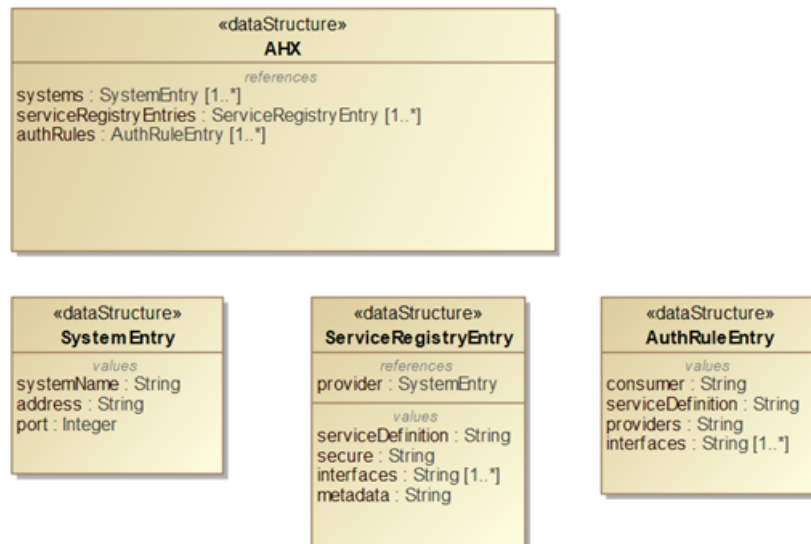 «dataStructure»
AHX
references
systems : SystemEntry [1..*]
serviceRegistryEntries : ServiceRegistryEntry [1..*]
authRules : AuthRuleEntry [1..*]
«dataStructure»
SystemEntry
values
systemName : String
address : String
port : Integer
«dataStructure»
ServiceRegistryEntry
references
provider : SystemEntry
values
serviceDefinition : String
secure : String
interfaces : String [1..*]
metadata : String
«dataStructure»
AuthRuleEntry
values
consumer : String
serviceDefinition : String
providers : String
interfaces : String [1..*]